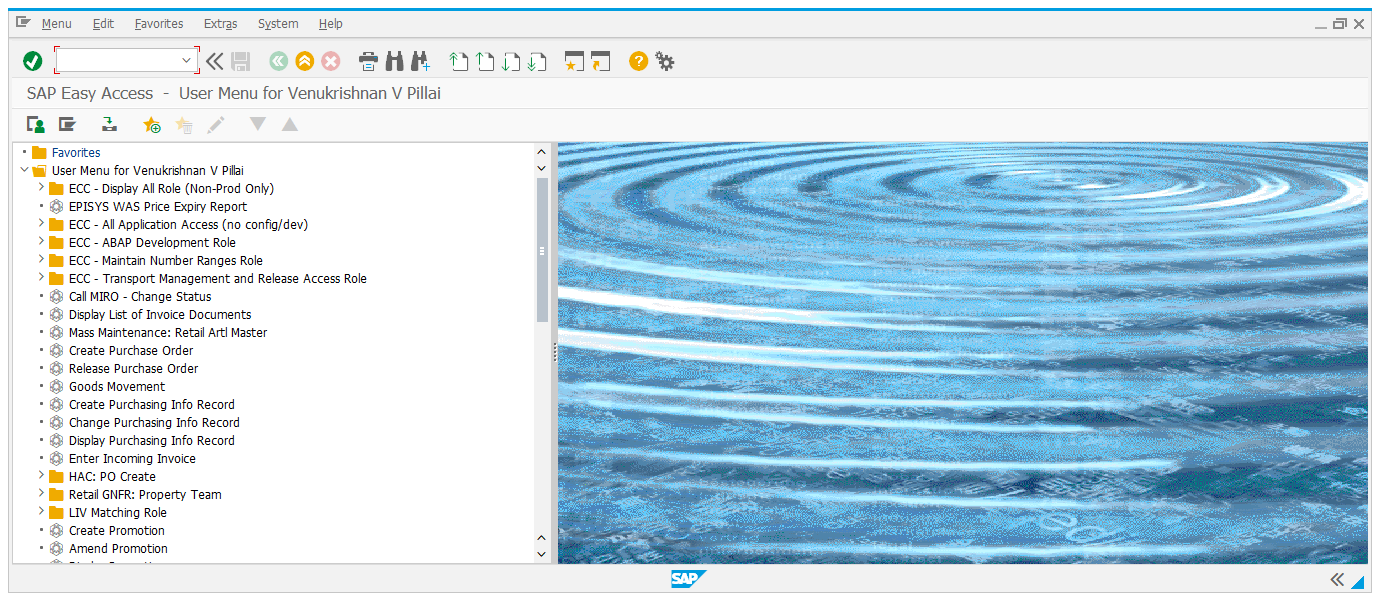 Menu Edit Favorites Extras System Help
SAP Easy Access - User Menu for Venukrishnan V Pillai
Favorites
User Menu for Venukrishnan V Pillai
ECC - Display All Role (Non-Prod Only)
EPISYS WAS Price Expiry Report
ECC - All Application Access (no config/dev)
ECC - ABAP Development Role
ECC - Maintain Number Ranges Role
ECC - Transport Management and Release Access Role
Call MIRO - Change Status
Display List of Invoice Documents
Mass Maintenance: Retail Artl Master
Create Purchase Order
Release Purchase Order
Goods Movement
Create Purchasing Info Record
Change Purchasing Info Record
Display Purchasing Info Record
Enter Incoming Invoice
HAC: PO Create
Retail GNFR: Property Team
LIV Matching Role
Create Promotion
Amend Promotion
SAP